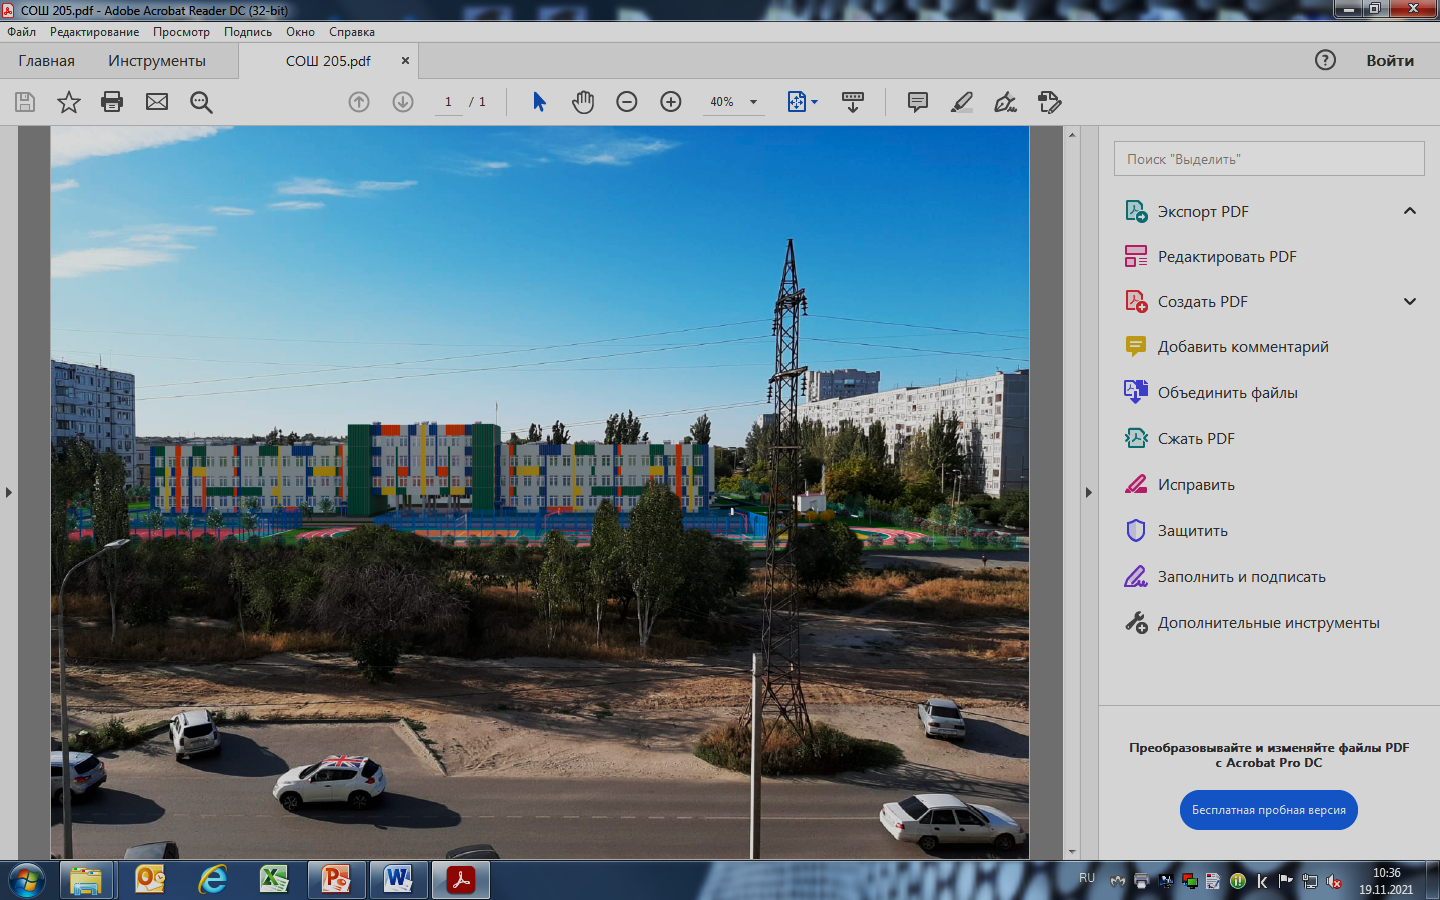 СОШ 205.pdf - Adobe Acrobat Reader DC (32-bit)
Файл Редактирование Просмотр Подпись Окно Справка
Главная Инструменты СОШ 205.pdf × ? Войти
1 / 1 40%
Поиск "Выделить"
Экспорт PDF
Редактировать PDF
Создать PDF
Добавить комментарий
Объединить файлы
Сжать PDF
Исправить
Защитить
Заполнить и подписать
Дополнительные инструменты
Преобразовывайте и изменяйте файлы PDF
с Acrobat Pro DC
Бесплатная пробная версия
RU 10:36
19.11.2021